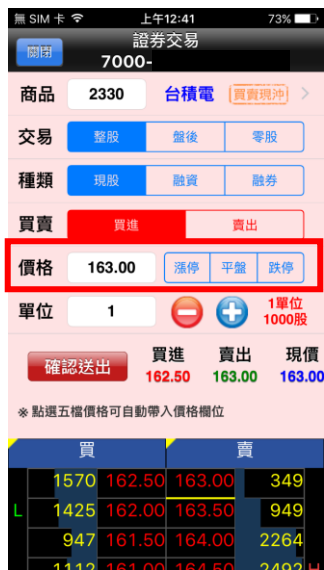 無 SIM 卡 上午12:41 73%
關閉 證券交易
7000-
商品 2330 台積電 買賣現沖
交易 整股 盤後 零股
種類 現股 融資 融券
買賣 買進 賣出
價格 163.00 漲停 平盤 跌停
單位 1 1單位
1000股
確認送出 買進 賣出 現價
162.50 163.00 163.00
※ 點選五檔價格可自動帶入價格欄位
買 賣
1570 162.50 163.00 349
L 1425 162.00 163.50 949
947 161.50 164.00 2264
1112 161.00 164.50 2492 H